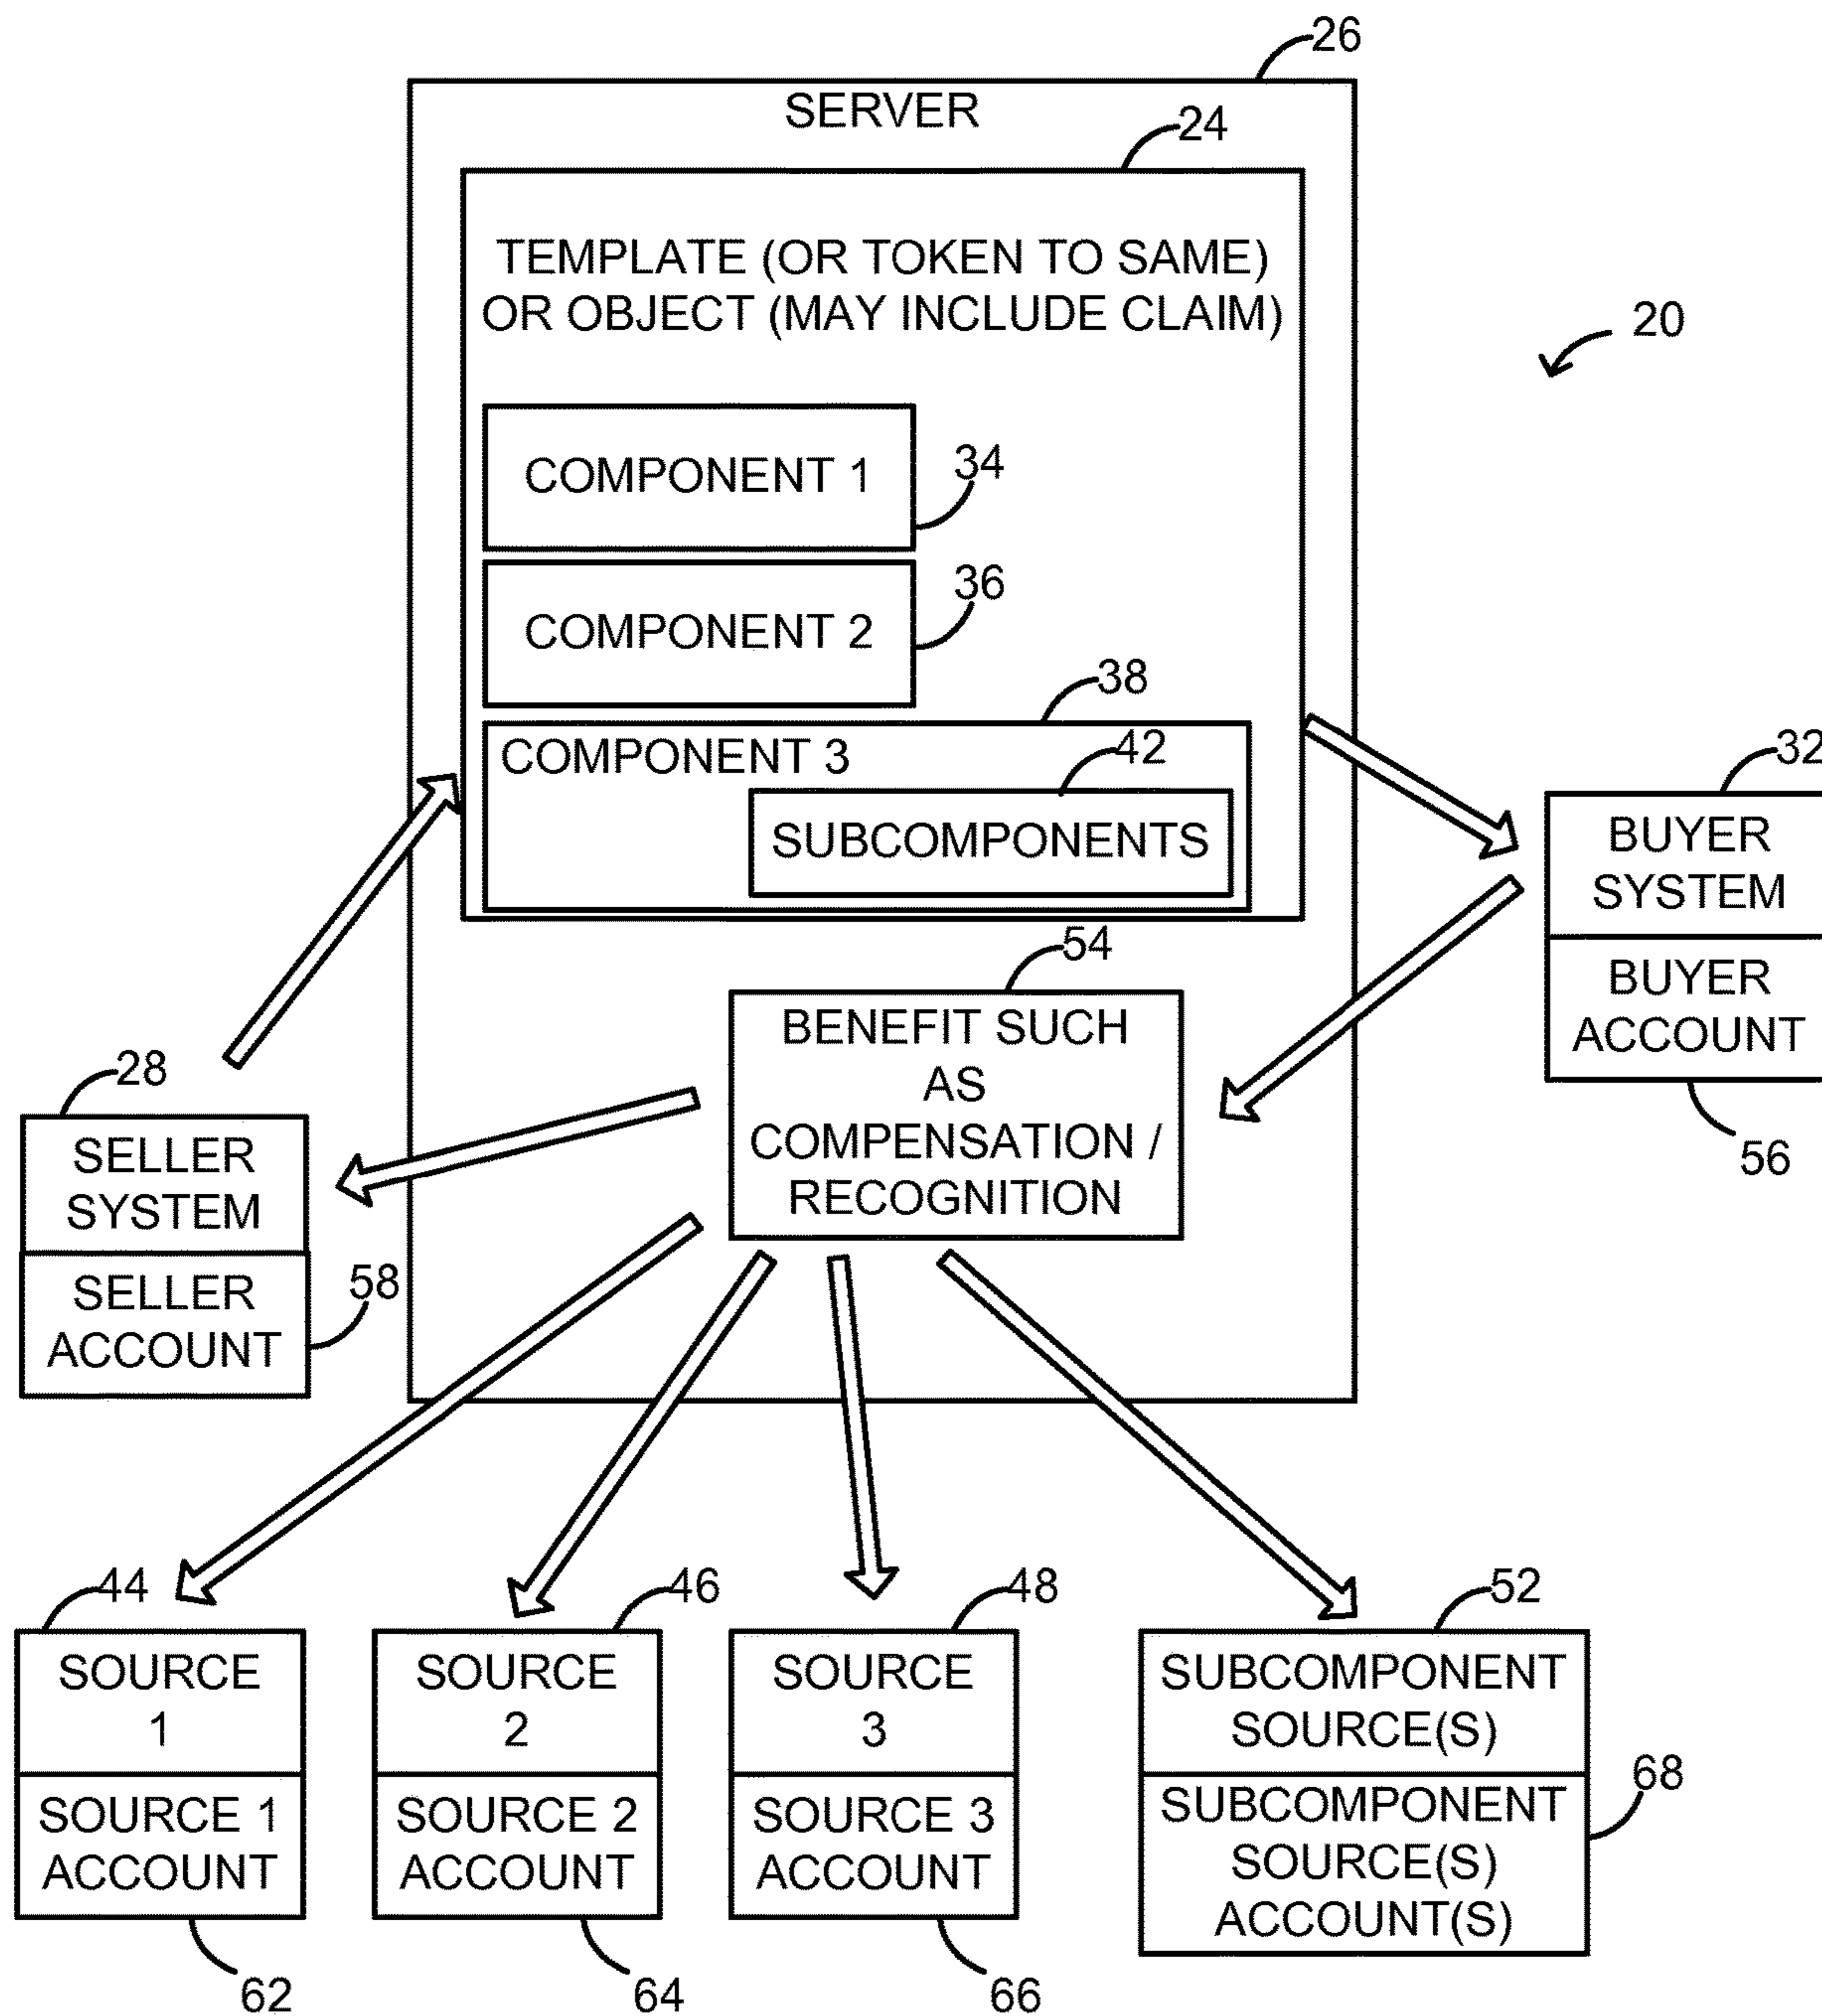 26
SERVER
24
TEMPLATE (OR TOKEN TO SAME)
OR OBJECT (MAY INCLUDE CLAIM)
20
COMPONENT 1
34
COMPONENT 2
36
38
COMPONENT 3
42
SUBCOMPONENTS
32
BUYER
SYSTEM
BUYER
ACCOUNT
56
54
BENEFIT SUCH
AS
COMPENSATION /
RECOGNITION
28
SELLER
SYSTEM
SELLER
ACCOUNT
58
44
SOURCE
1
SOURCE 1
ACCOUNT
62
46
SOURCE
2
SOURCE 2
ACCOUNT
64
48
SOURCE
3
SOURCE 3
ACCOUNT
66
52
SUBCOMPONENT
SOURCE(S)
SUBCOMPONENT
SOURCE(S)
ACCOUNT(S)
68